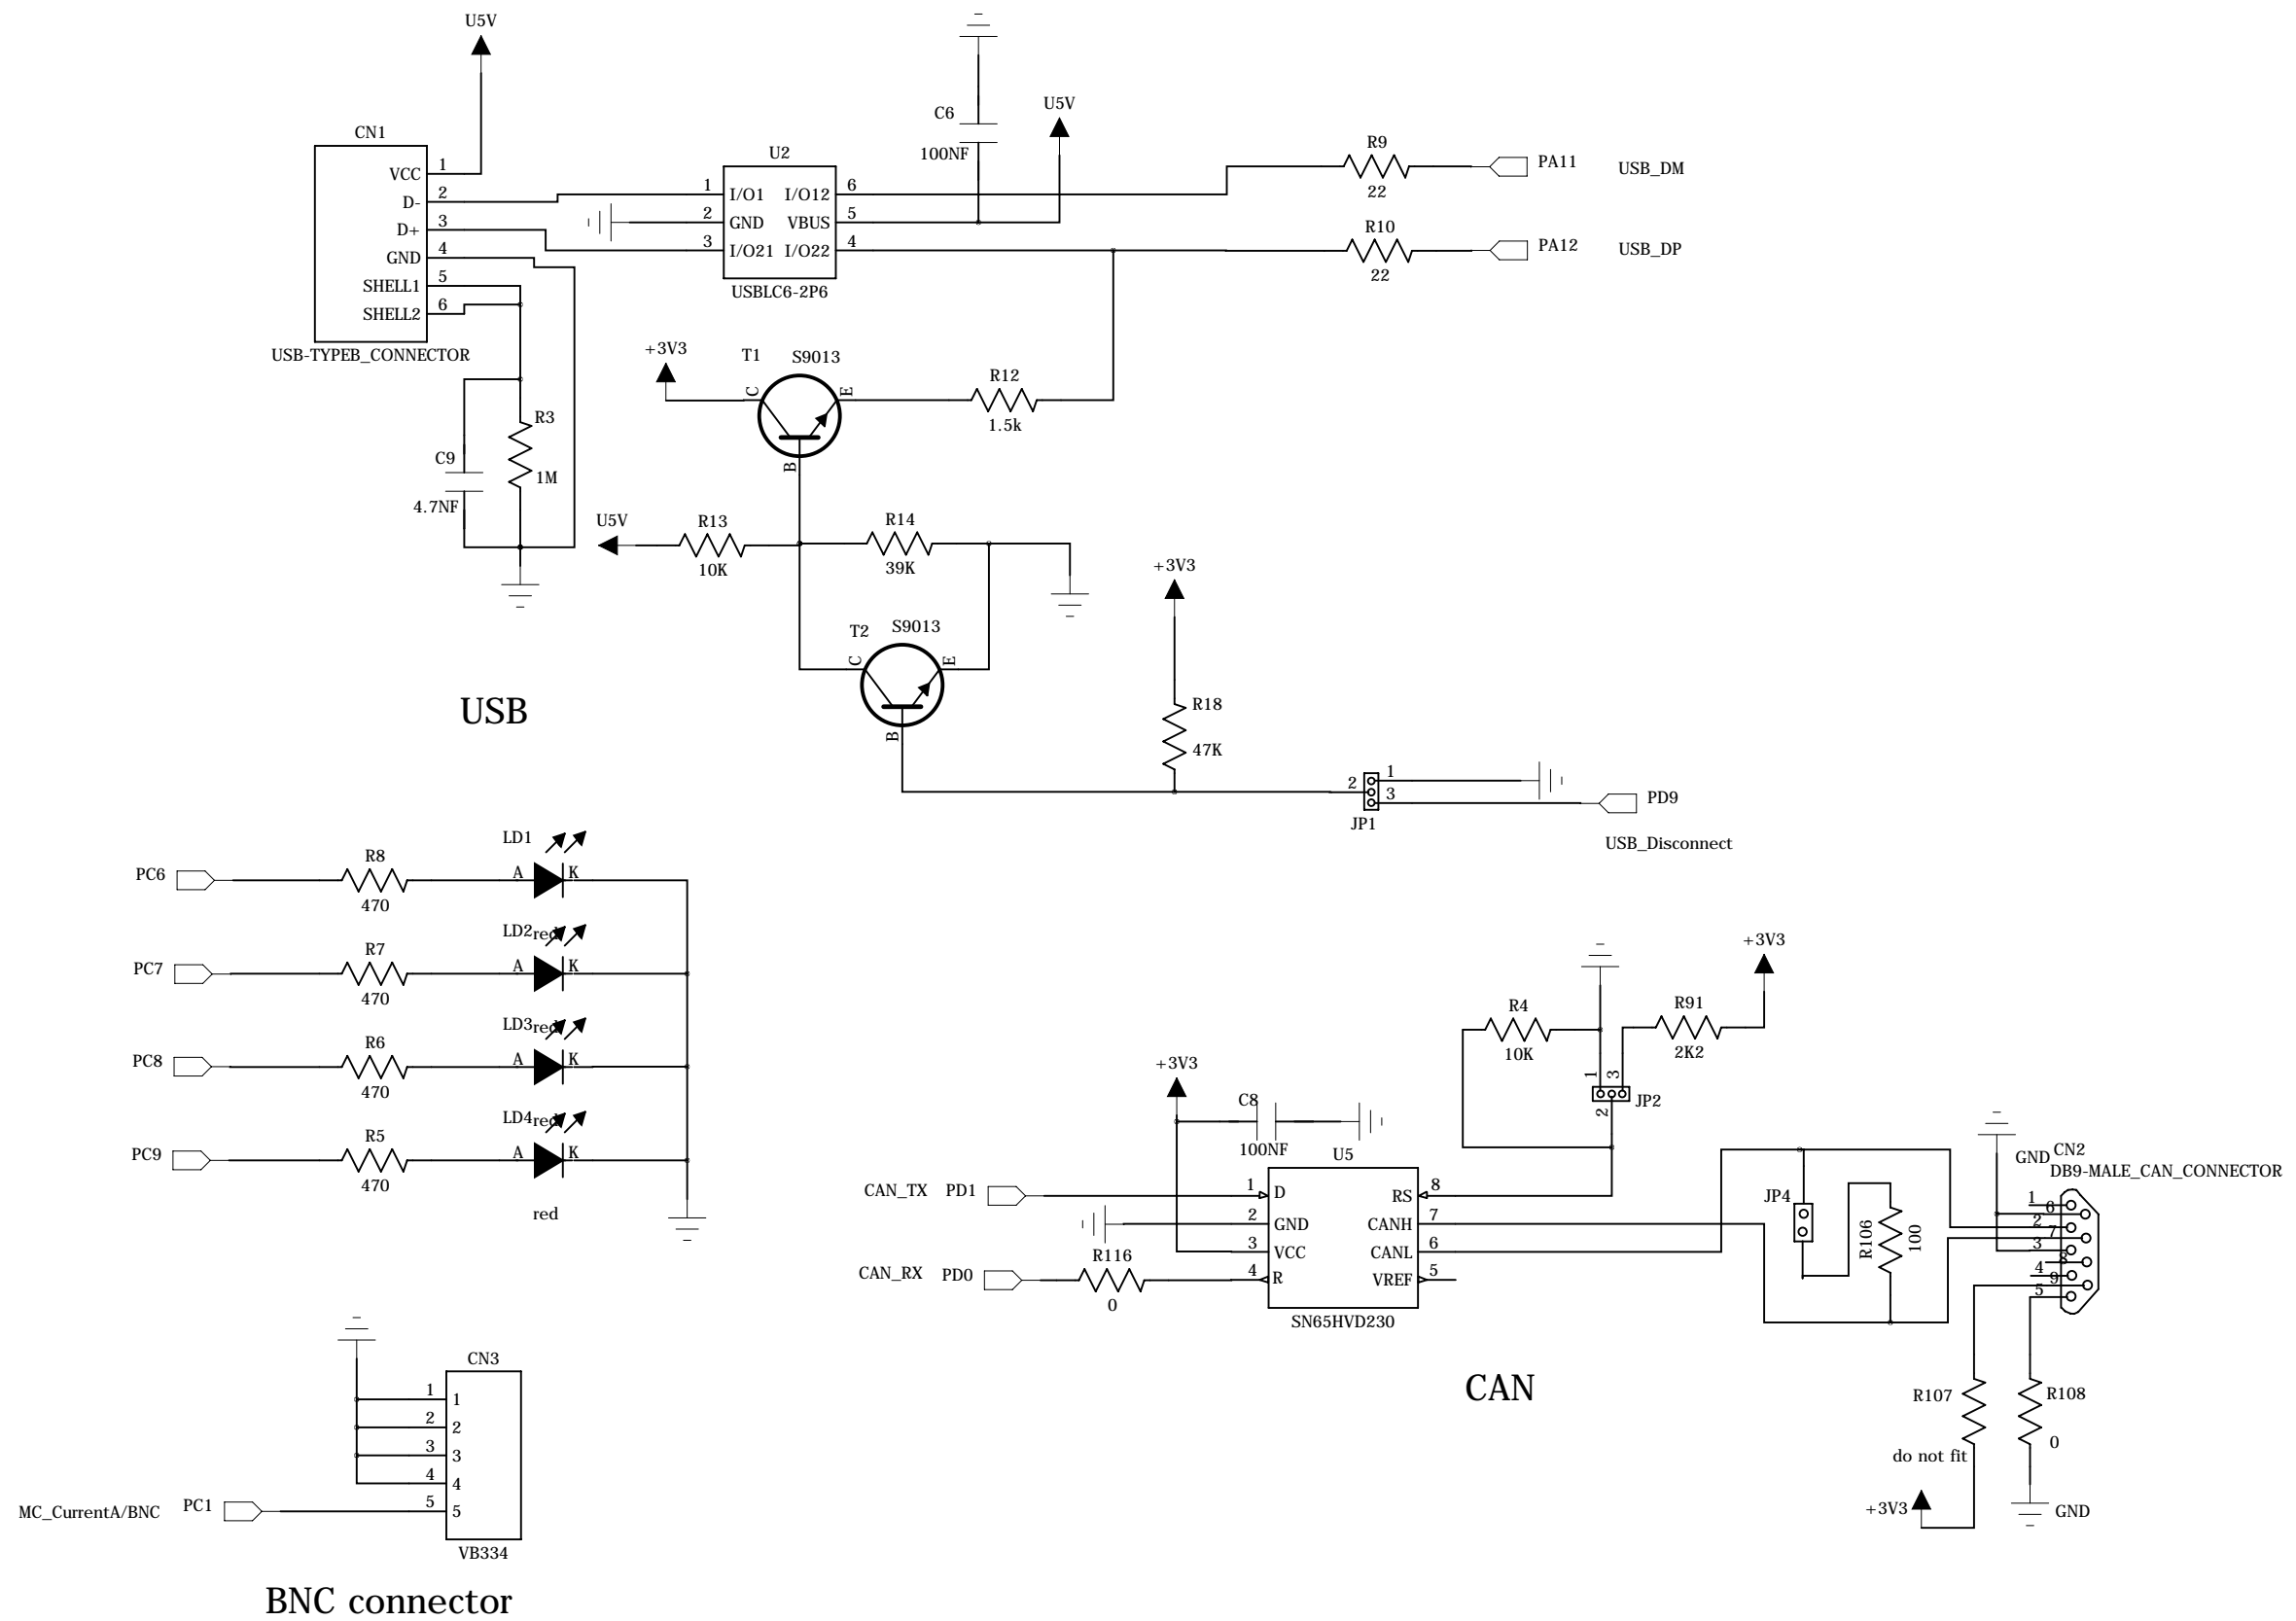 U5V
CN1
VCC 1
D- 2
D+ 3
GND 4
SHELL1 5
SHELL2 6
USB-TYPEB_CONNECTOR
C9
4.7NF
R3
1M
U2
1 I/O1 I/O12 6
2 GND VBUS 5
3 I/O21 I/O22 4
USBLC6-2P6
C6
100NF
U5V
R9
22
PA11 USB_DM
R10
22
PA12 USB_DP
+3V3
T1 S9013
C
E
B
R12
1.5k
U5V
R13
10K
R14
39K
T2 S9013
C
E
B
+3V3
R18
47K
2
1
3
JP1
PD9
USB_Disconnect
USB
PC6
R8
470
LD1
A K
red
PC7
R7
470
LD2
A K
red
PC8
R6
470
LD3
A K
red
PC9
R5
470
LD4
A K
red
+3V3
C8
100NF
R4
10K
R91
2K2
+3V3
1
3
2
JP2
U5
CAN_TX PD1
1 D RS 8
2 GND CANH 7
3 VCC CANL 6
4 R VREF 5
CAN_RX PD0
R116
0
SN65HVD230
JP4
R106
100
GND
CN2
DB9-MALE_CAN_CONNECTOR
1
6
2
7
3
8
4
9
5
R107
do not fit
+3V3
R108
0
GND
CAN
CN3
1 1
2 2
3 3
4 4
5 5
MC_CurrentA/BNC PC1
VB334
BNC connector